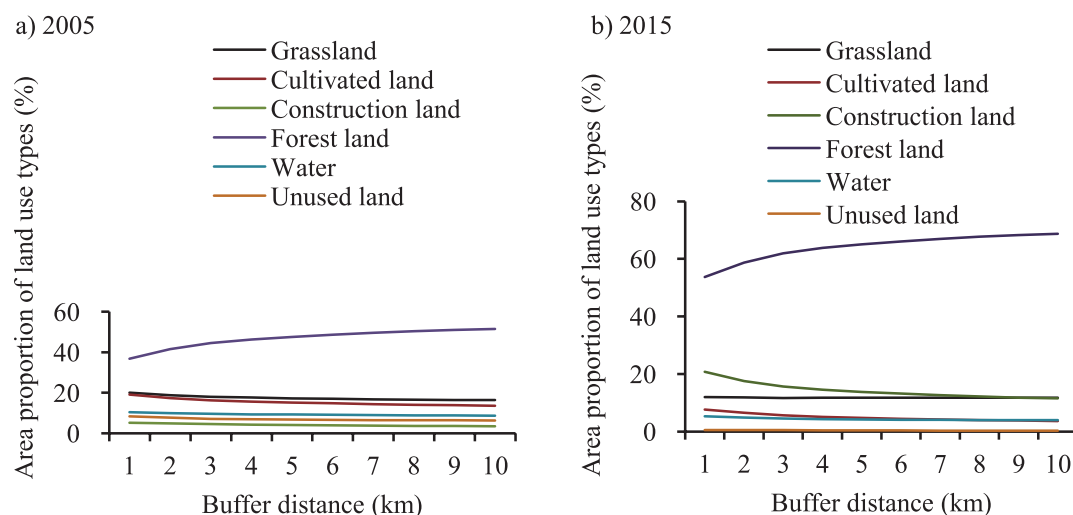 a) 2005
Grassland
Cultivated land
Construction land
Forest land
Water
Unused land
Area proportion of land use types (%)
60
40
20
0
1 2 3 4 5 6 7 8 9 10
Buffer distance (km)
b) 2015
Grassland
Cultivated land
Construction land
Forest land
Water
Unused land
Area proportion of land use types (%)
80
60
40
20
0
1 2 3 4 5 6 7 8 9 10
Buffer distance (km)